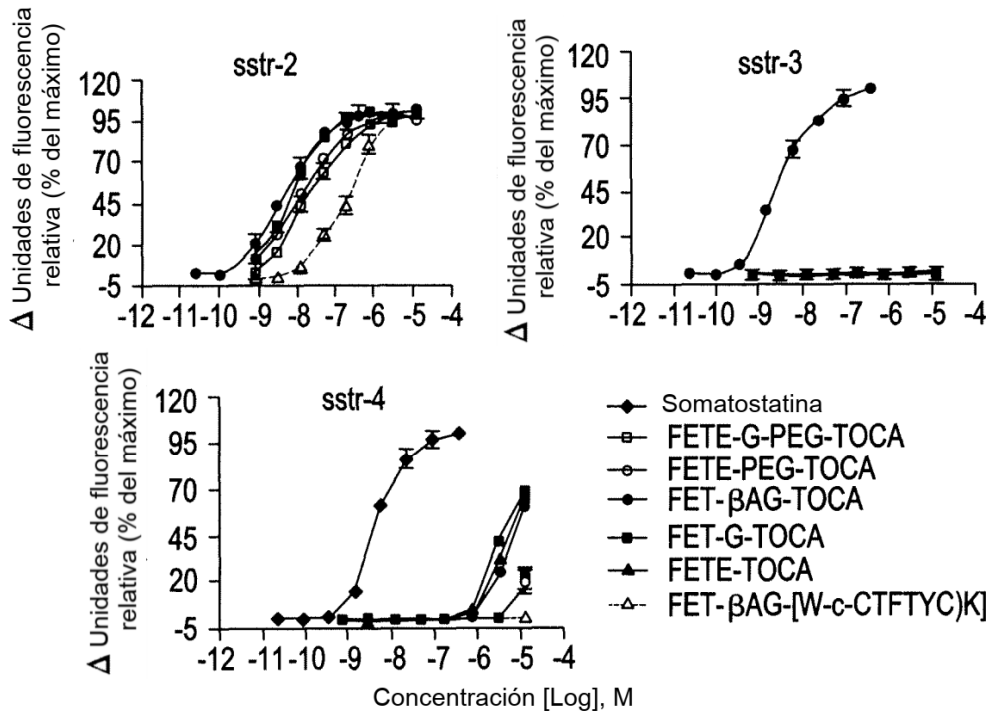 sstr-2
Δ Unidades de fluorescencia
relativa (% del máximo)
120
95
70
45
20
-5
-12 -11 -10 -9 -8 -7 -6 -5 -4
sstr-3
Δ Unidades de fluorescencia
relativa (% del máximo)
120
95
70
45
20
-5
-12 -11 -10 -9 -8 -7 -6 -5 -4
sstr-4
Δ Unidades de fluorescencia
relativa (% del máximo)
120
95
70
45
20
-5
-12 -11 -10 -9 -8 -7 -6 -5 -4
Concentración [Log], M
Somatostatina
FETE-G-PEG-TOCA
FETE-PEG-TOCA
FET-βAG-TOCA
FET-G-TOCA
FETE-TOCA
FET-βAG-[W-c-CTFTYC)K]